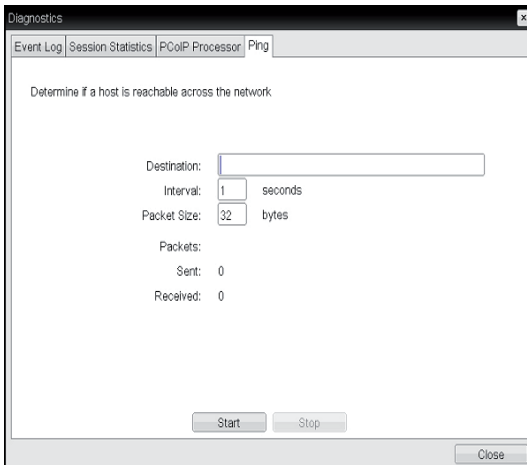 Diagnostics
Event Log Session Statistics PCoIP Processor Ping
Determine if a host is reachable across the network
Destination:
Interval: 1 seconds
Packet Size: 32 bytes
Packets:
Sent: 0
Received: 0
Start Stop
Close